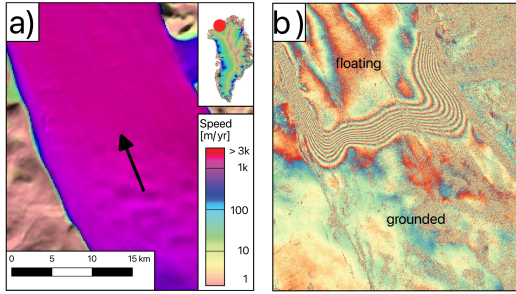 a)
Speed
[m/yr]
> 3k
1k
100
10
1
0 5 10 15 km
b)
floating
grounded